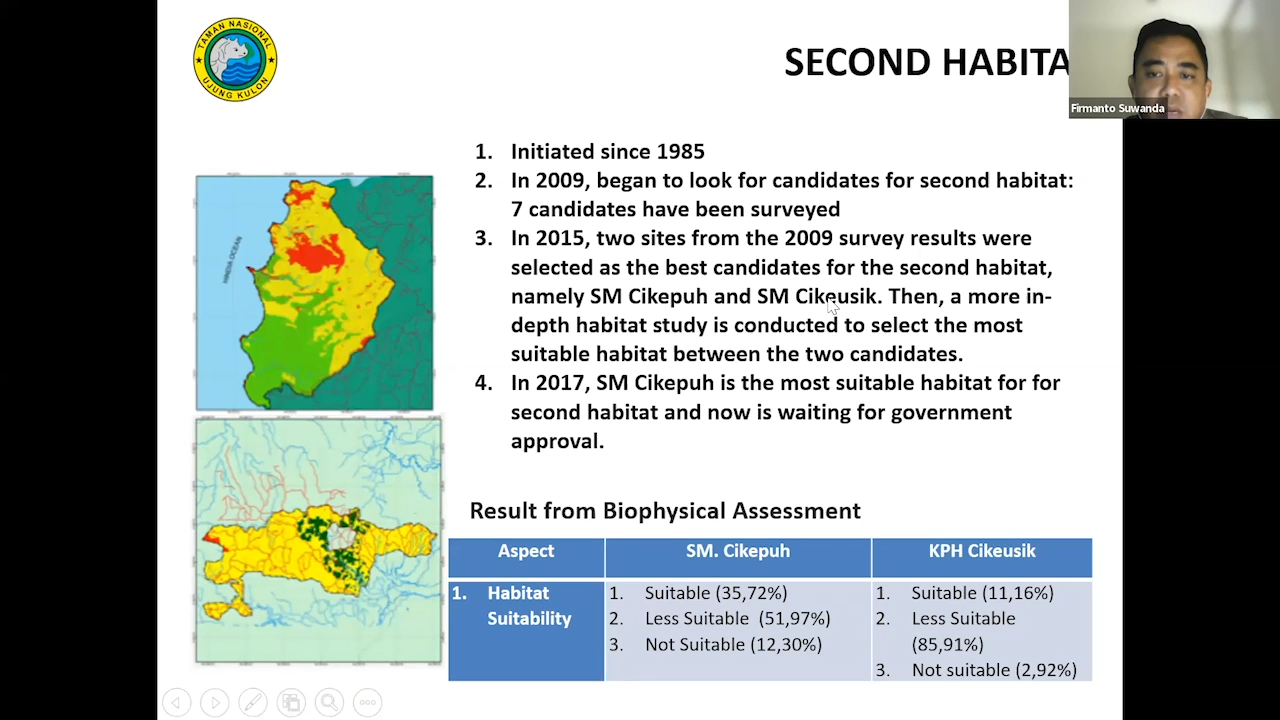 TAMAN NASIONAL
UJUNG KULON
SECOND HABITA
Firmanto Suwanda
1. Initiated since 1985
2. In 2009, began to look for candidates for second habitat:
7 candidates have been surveyed
3. In 2015, two sites from the 2009 survey results were
selected as the best candidates for the second habitat,
namely SM Cikepuh and SM Cikeusik. Then, a more in-
depth habitat study is conducted to select the most
suitable habitat between the two candidates.
4. In 2017, SM Cikepuh is the most suitable habitat for for
second habitat and now is waiting for government
approval.
HINDIA OCEAN
Result from Biophysical Assessment
Aspect SM. Cikepuh KPH Cikeusik
1. Habitat
Suitability
1. Suitable (35,72%)
2. Less Suitable (51,97%)
3. Not Suitable (12,30%)
1. Suitable (11,16%)
2. Less Suitable
(85,91%)
3. Not suitable (2,92%)